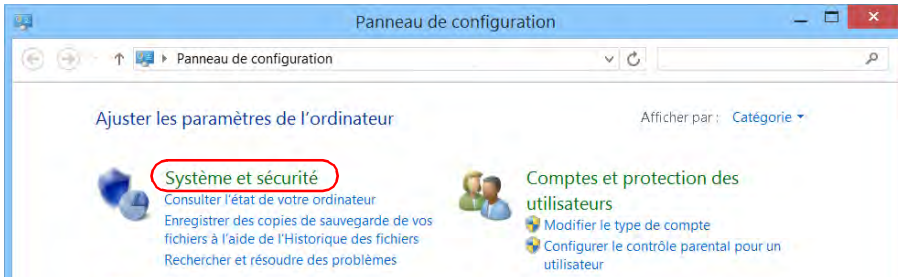 Panneau de configuration
Panneau de configuration
Ajuster les paramètres de l'ordinateur
Afficher par : Catégorie
Système et sécurité
Consulter l'état de votre ordinateur
Enregistrer des copies de sauvegarde de vos
fichiers à l'aide de l'Historique des fichiers
Rechercher et résoudre des problèmes
Comptes et protection des
utilisateurs
Modifier le type de compte
Configurer le contrôle parental pour un
utilisateur